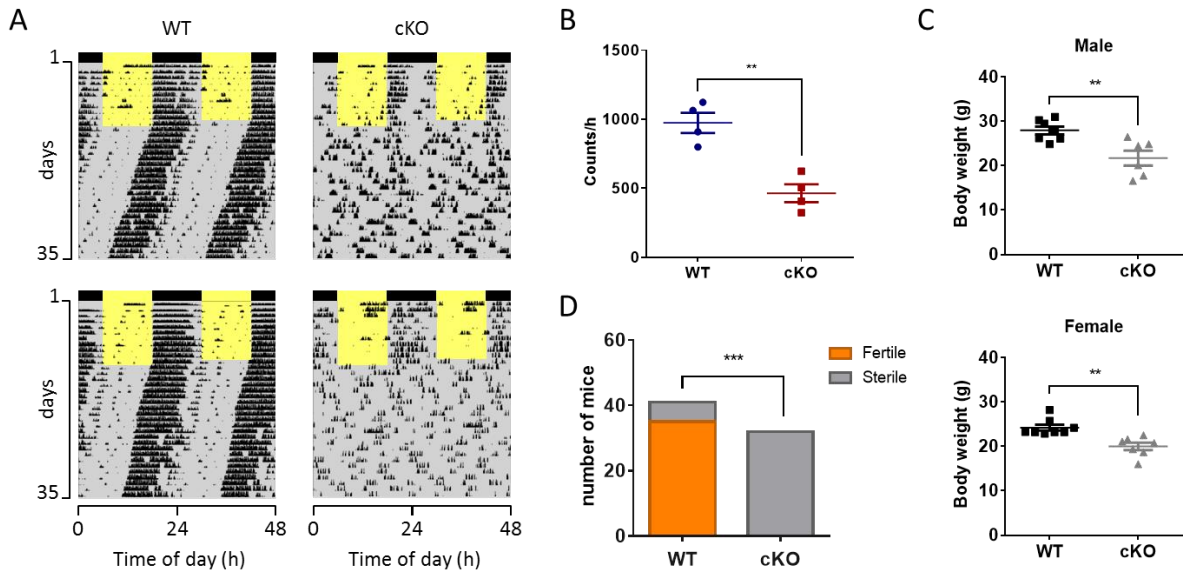 A
WT
cKO
1
days
35
1
days
35
0
24
48
0
24
48
Time of day (h)
Time of day (h)
B
1500
1000
500
0
Counts/h
**
WT
cKO
C
Male
40
30
20
10
0
Body weight (g)
**
WT
cKO
Female
40
30
20
10
0
Body weight (g)
**
WT
cKO
D
60
40
20
0
number of mice
***
Fertile
Sterile
WT
cKO